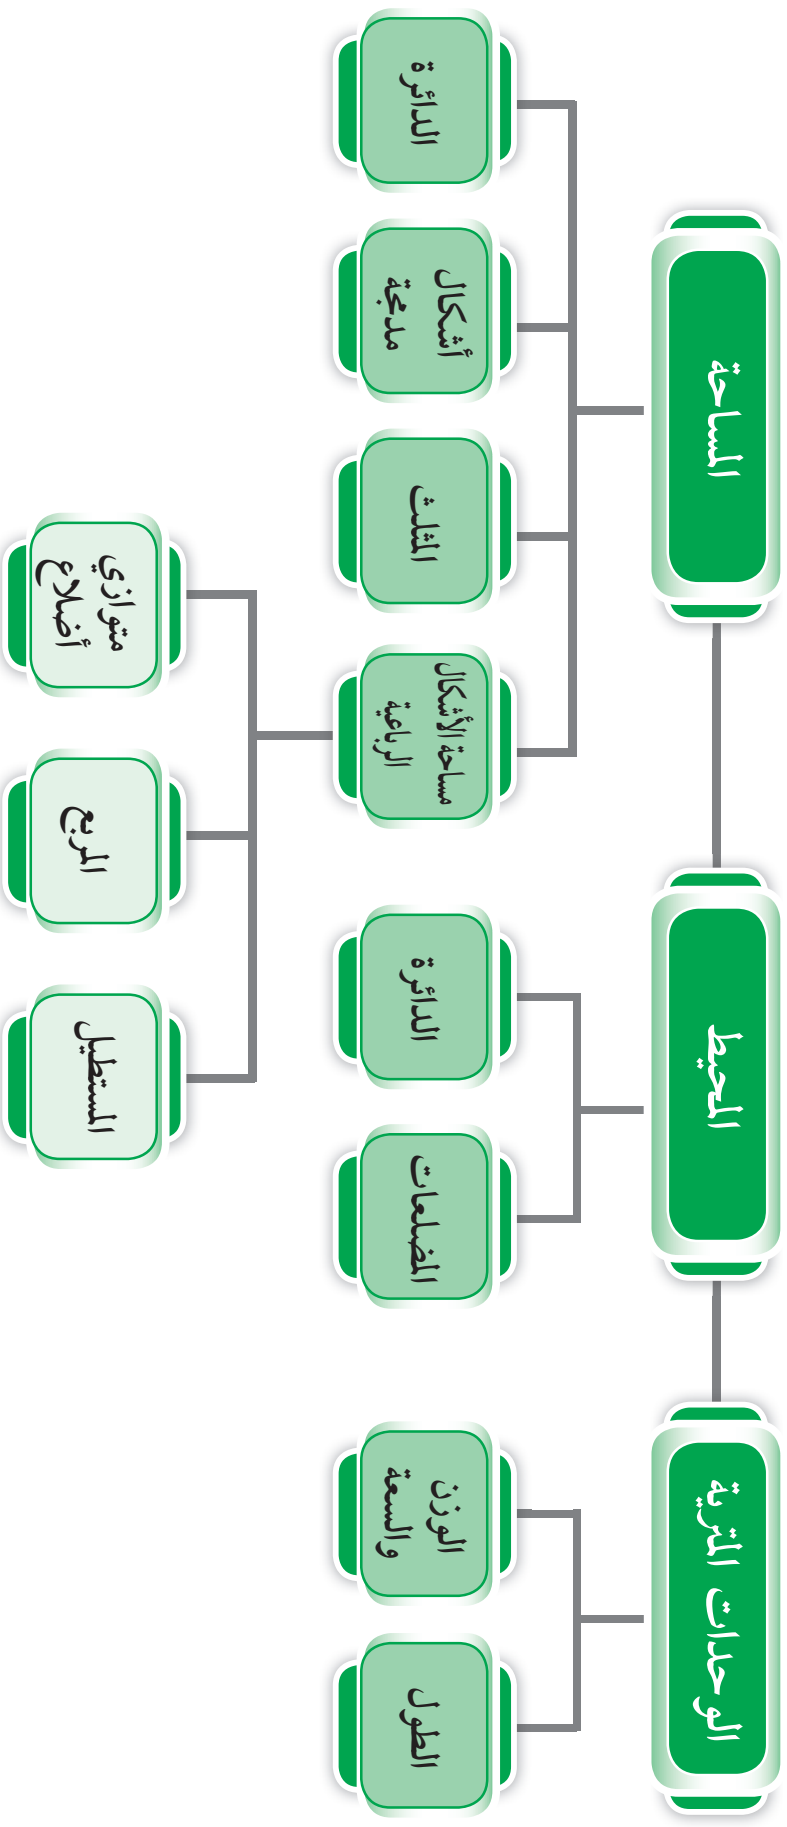 الوحدات المترية
المحيط
المساحة
الطول
الوزن
والسعة
المضلعات
الدائرة
مساحة الأشكال
الرباعية
المثلث
أشكال
مدمجة
الدائرة
المستطيل
المربع
متوازي
أضلاع